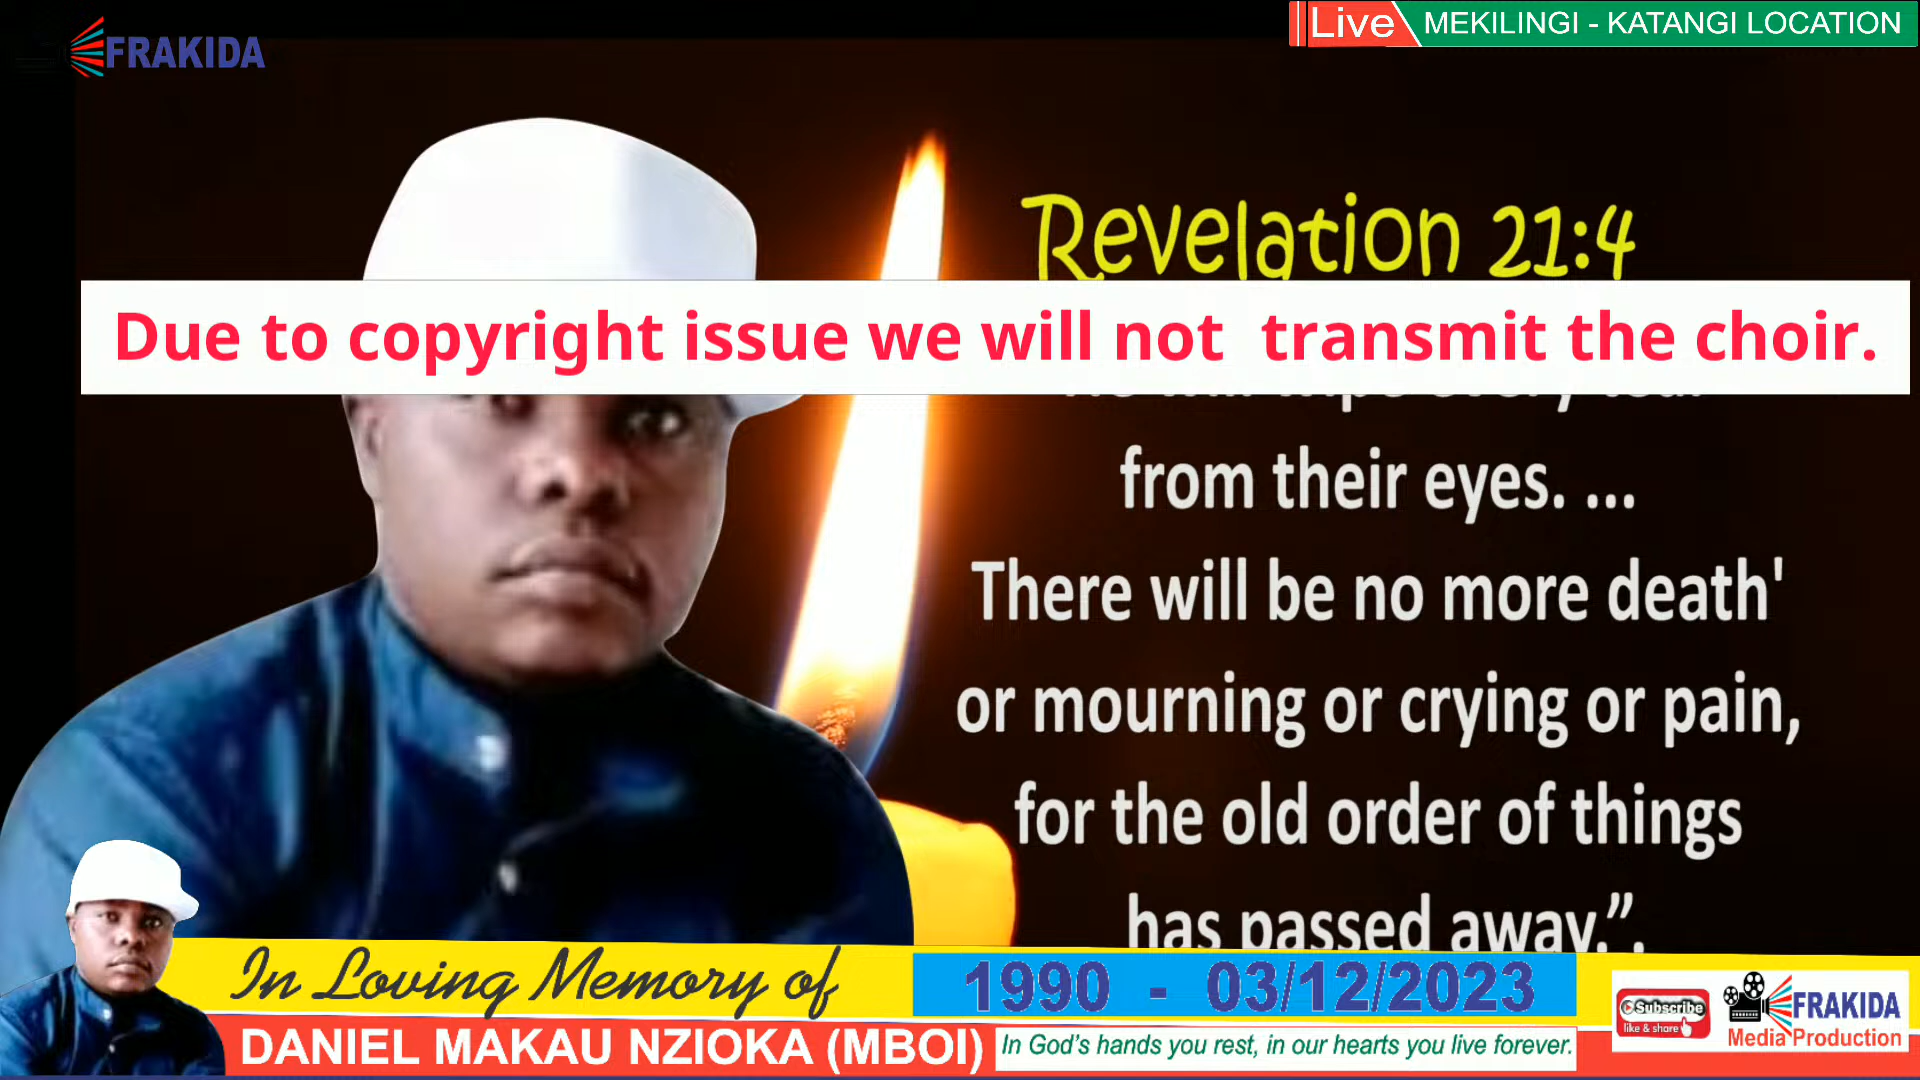 FRAKIDA
Live MEKILINGI - KATANGI LOCATION
Revelation 21:4
Due to copyright issue we will not transmit the choir.
from their eyes. ...
There will be no more death'
or mourning or crying or pain,
for the old order of things
has passed away.”.
In Loving Memory of
1990 - 03/12/2023
DANIEL MAKAU NZIOKA (MBOI)
In God's hands you rest, in our hearts you live forever.
Subscribe
like & share
FRAKIDA
Media Production